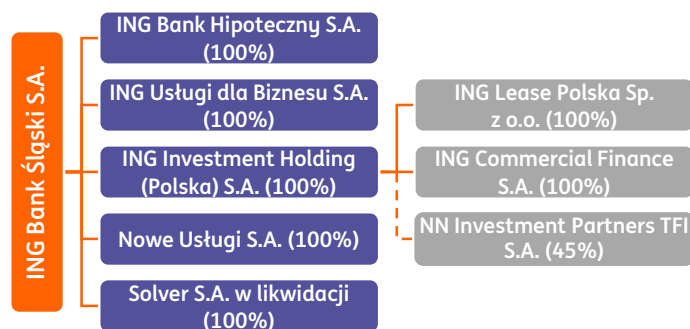 ING Bank Śląski S.A.
ING Bank Hipoteczny S.A.
(100%)
ING Usługi dla Biznesu S.A.
(100%)
ING Investment Holding
(Polska) S.A. (100%)
Nowe Usługi S.A. (100%)
Solver S.A. w likwidacji
(100%)
ING Lease Polska Sp.
z o.o. (100%)
ING Commercial Finance
S.A. (100%)
NN Investment Partners TFI
S.A. (45%)